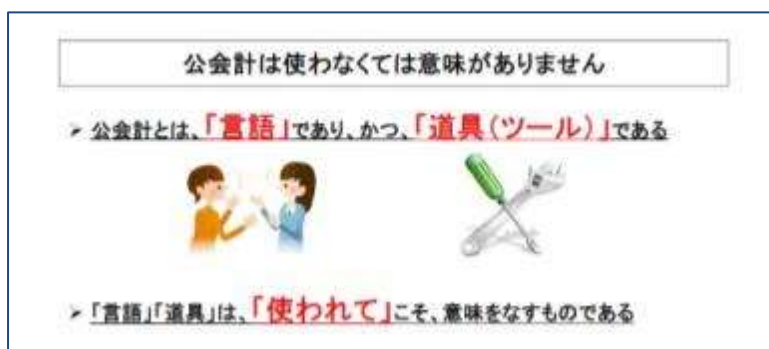 公会計は使わなくては意味がありません
➢ 公会計とは、「言語」であり、かつ、「道具(ツール)」である
➢ 「言語」「道具」は、「使われて」こそ、意味をなすものである